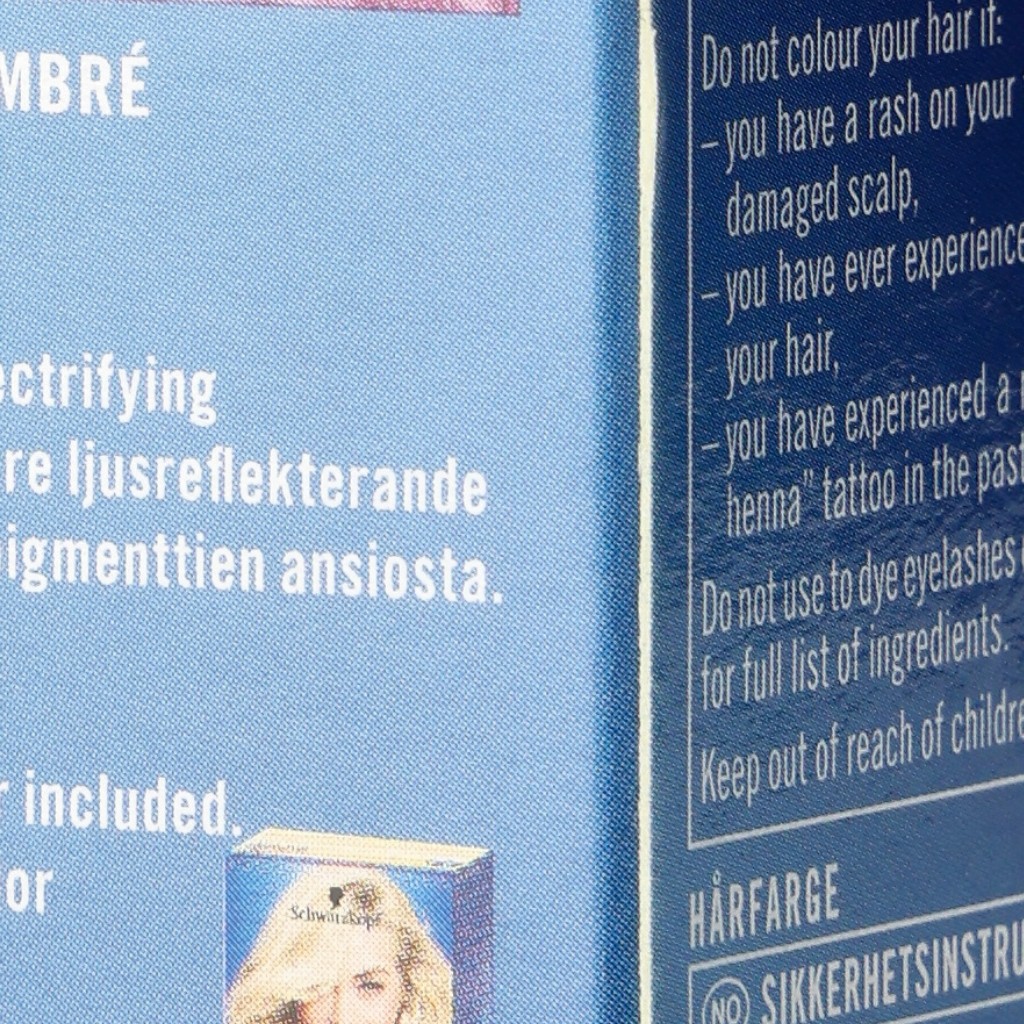 MBRÉ
ectrifying
re ljusreflekterande
pigmenttien ansiosta.
r included.
or
Schwarzkopf
Do not colour your hair if:
– you have a rash on your
damaged scalp,
– you have ever experience
your hair,
– you have experienced a
henna" tattoo in the past
Do not use to dye eyelashes
for full list of ingredients.
Keep out of reach of childre
HÅRFARGE
NO SIKKERHETSINSTRU